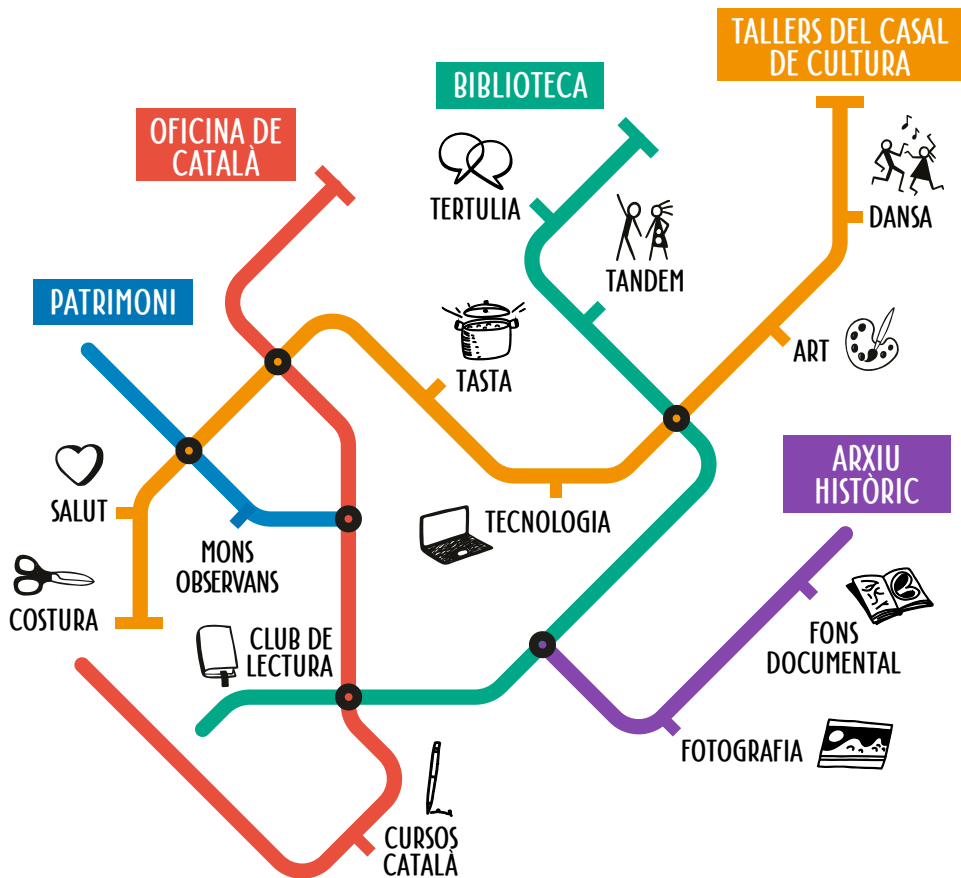 TALLERS DEL CASAL
DE CULTURA
BIBLIOTECA
OFICINA DE
CATALÀ
TERTULIA
DANSA
TANDEM
PATRIMONI
ART
TASTA
ARXIU
HISTÒRIC
SALUT
TECNOLOGIA
MONS
OBSERVANS
COSTURA
CLUB DE
LECTURA
FONS
DOCUMENTAL
FOTOGRAFIA
CURSOS
CATALÀ